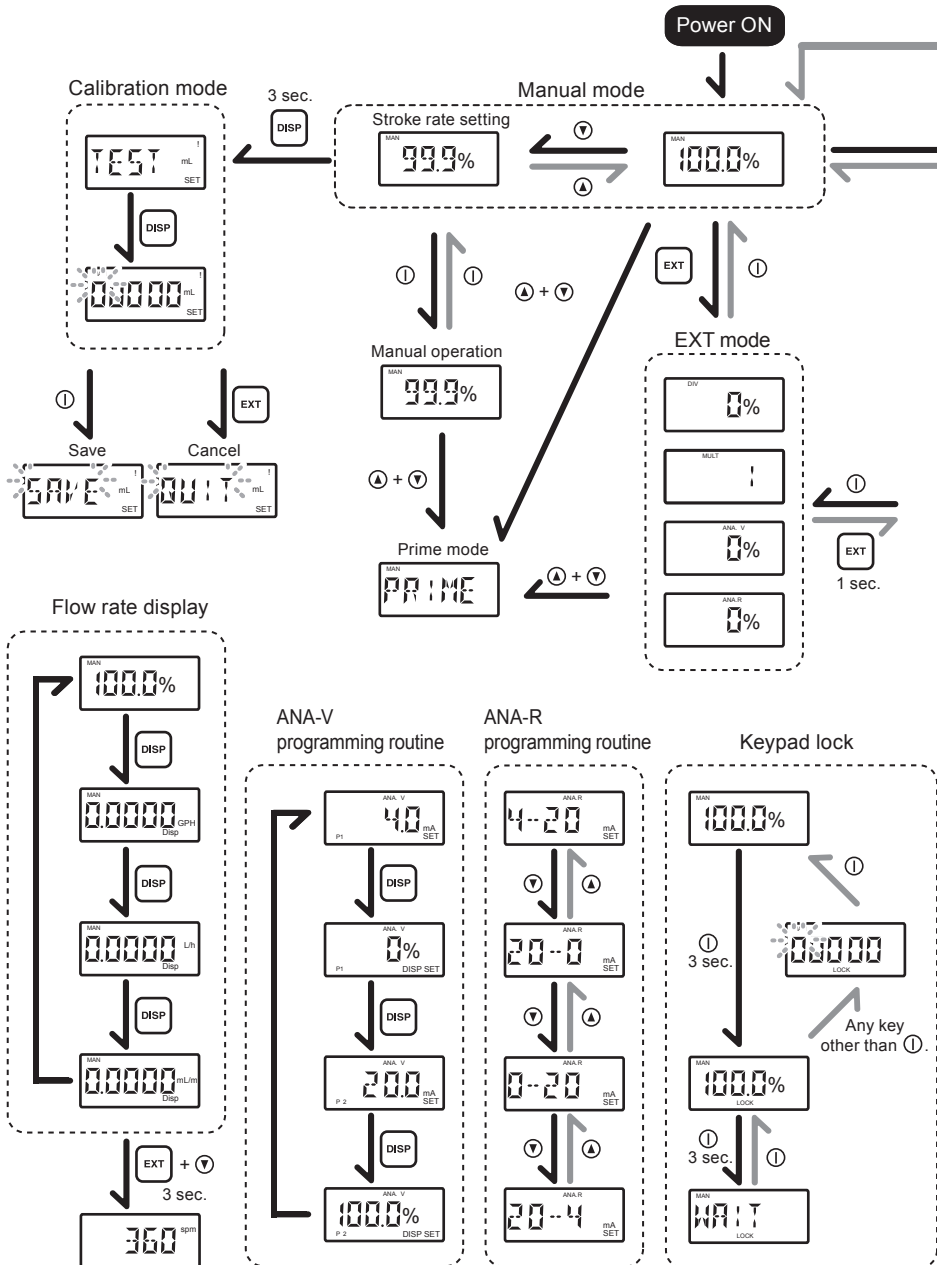 Power ON
Calibration mode
3 sec.
DISP
Manual mode
Stroke rate setting
MAN
99.9%
MAN
100.0%
TEST
!
mL
SET
DISP
!
mL
SET
EXT
Manual operation
MAN
99.9%
EXT mode
DIV
0%
MULT
1
ANA. V
0%
ANA.R
0%
EXT
1 sec.
EXT
Save
SAVE
!
mL
SET
Cancel
QUIT
!
mL
SET
+
+
Prime mode
MAN
PRIME
+
Flow rate display
MAN
100.0%
DISP
MAN
0.0000
GPH
Disp
DISP
MAN
0.0000
L/h
Disp
DISP
MAN
0.0000
mL/m
Disp
EXT + 
3 sec.
360
spm
ANA-V
programming routine
ANA. V
4.0
mA
P1
SET
DISP
ANA. V
0%
P1
DISP SET
DISP
ANA. V
20.0
mA
P 2
SET
DISP
ANA. V
100.0%
P 2
DISP SET
ANA-R
programming routine
ANA.R
4--20
mA
SET
ANA.R
20--0
mA
SET
ANA.R
0--20
mA
SET
ANA.R
20--4
mA
SET
Keypad lock
MAN
100.0%
3 sec.
LOCK
Any key
other than .
MAN
100.0%
LOCK
3 sec.
MAN
WAIT
LOCK